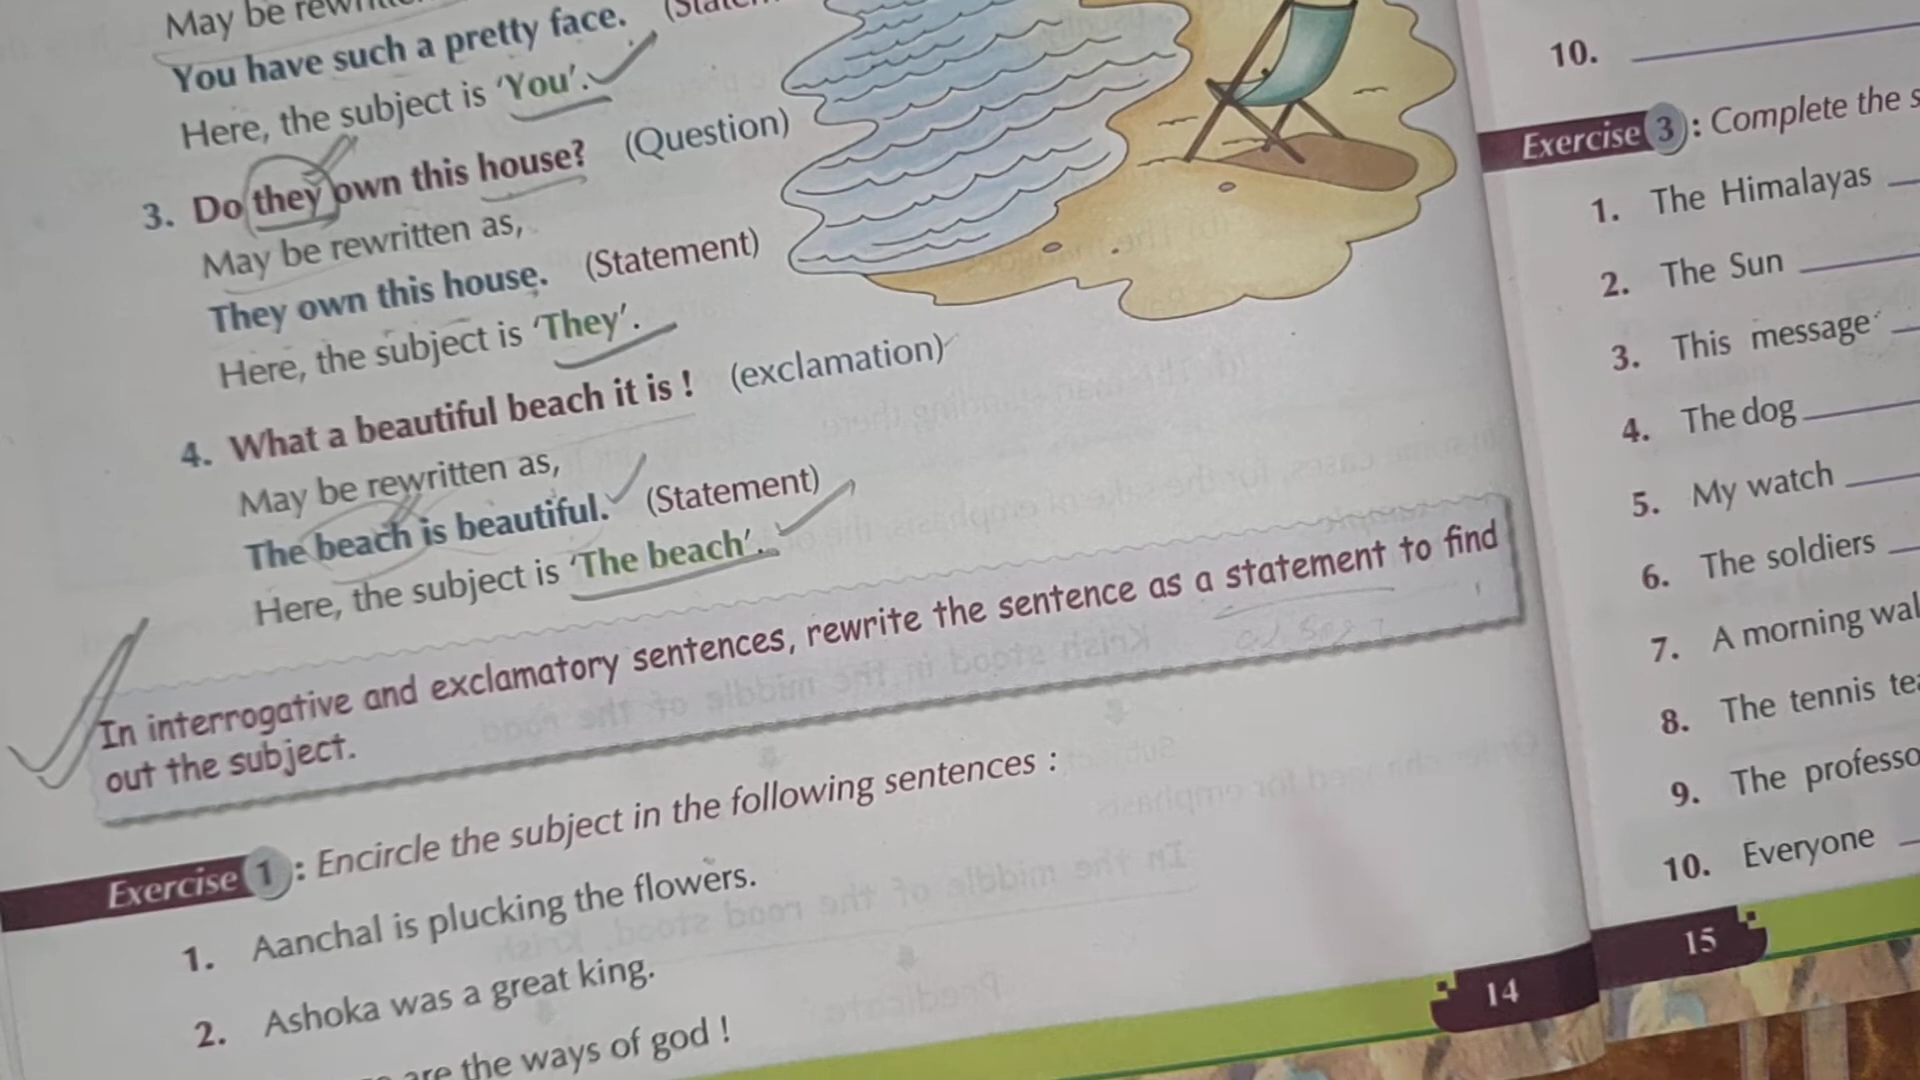 May be
You have such a pretty face.
Here, the subject is 'You'.
3. Do they own this house? (Question)
May be rewritten as,
They own this house. (Statement)
Here, the subject is 'They'.
4. What a beautiful beach it is ! (exclamation)
May be rewritten as,
The beach is beautiful. (Statement)
Here, the subject is 'The beach'.
In interrogative and exclamatory sentences, rewrite the sentence as a statement to find
out the subject.
Exercise 1 : Encircle the subject in the following sentences :
1. Aanchal is plucking the flowers.
2. Ashoka was a great king.
are the ways of god !
14
10.
Exercise 3 : Complete the s
1. The Himalayas
2. The Sun
3. This message
4. The dog
5. My watch
6. The soldiers
7. A morning wal
8. The tennis te
9. The professo
10. Everyone
15